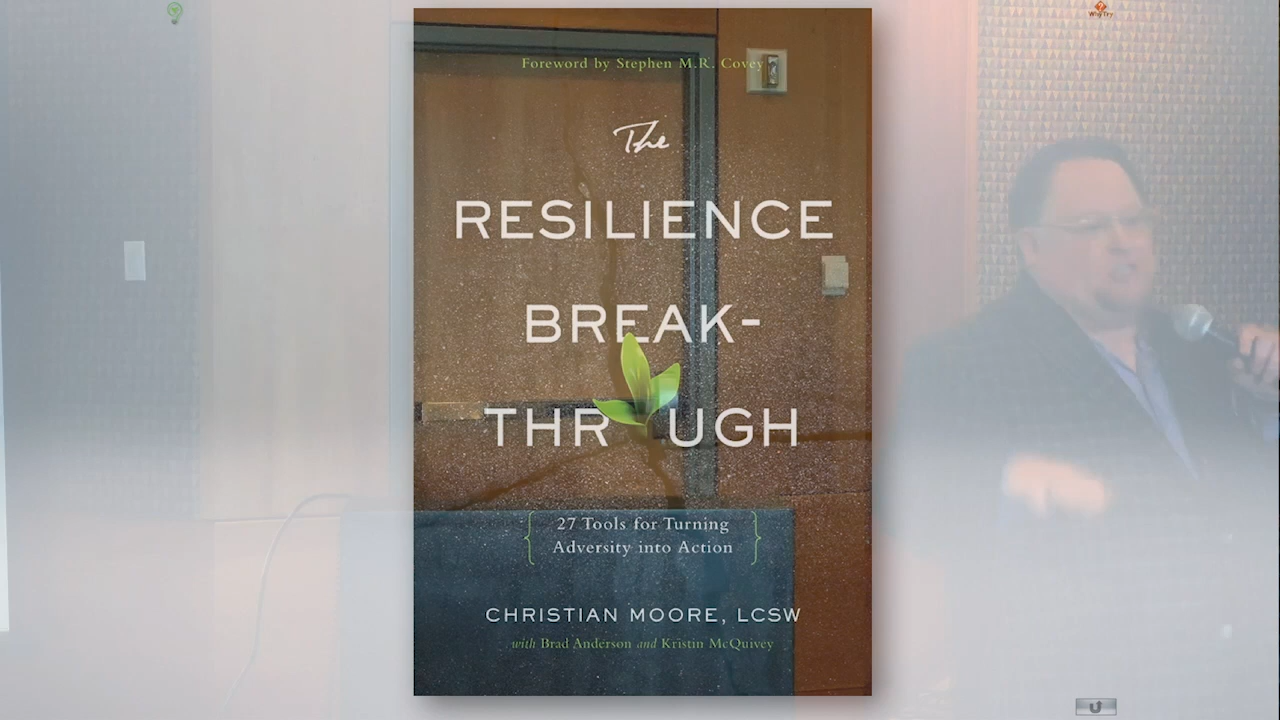 WhyTry
Foreword by Stephen M.R. Covey
The
RESILIENCE
BREAK-
THR UGH
27 Tools for Turning
Adversity into Action
CHRISTIAN MOORE, LCSW
with Brad Anderson and Kristin McQuivey